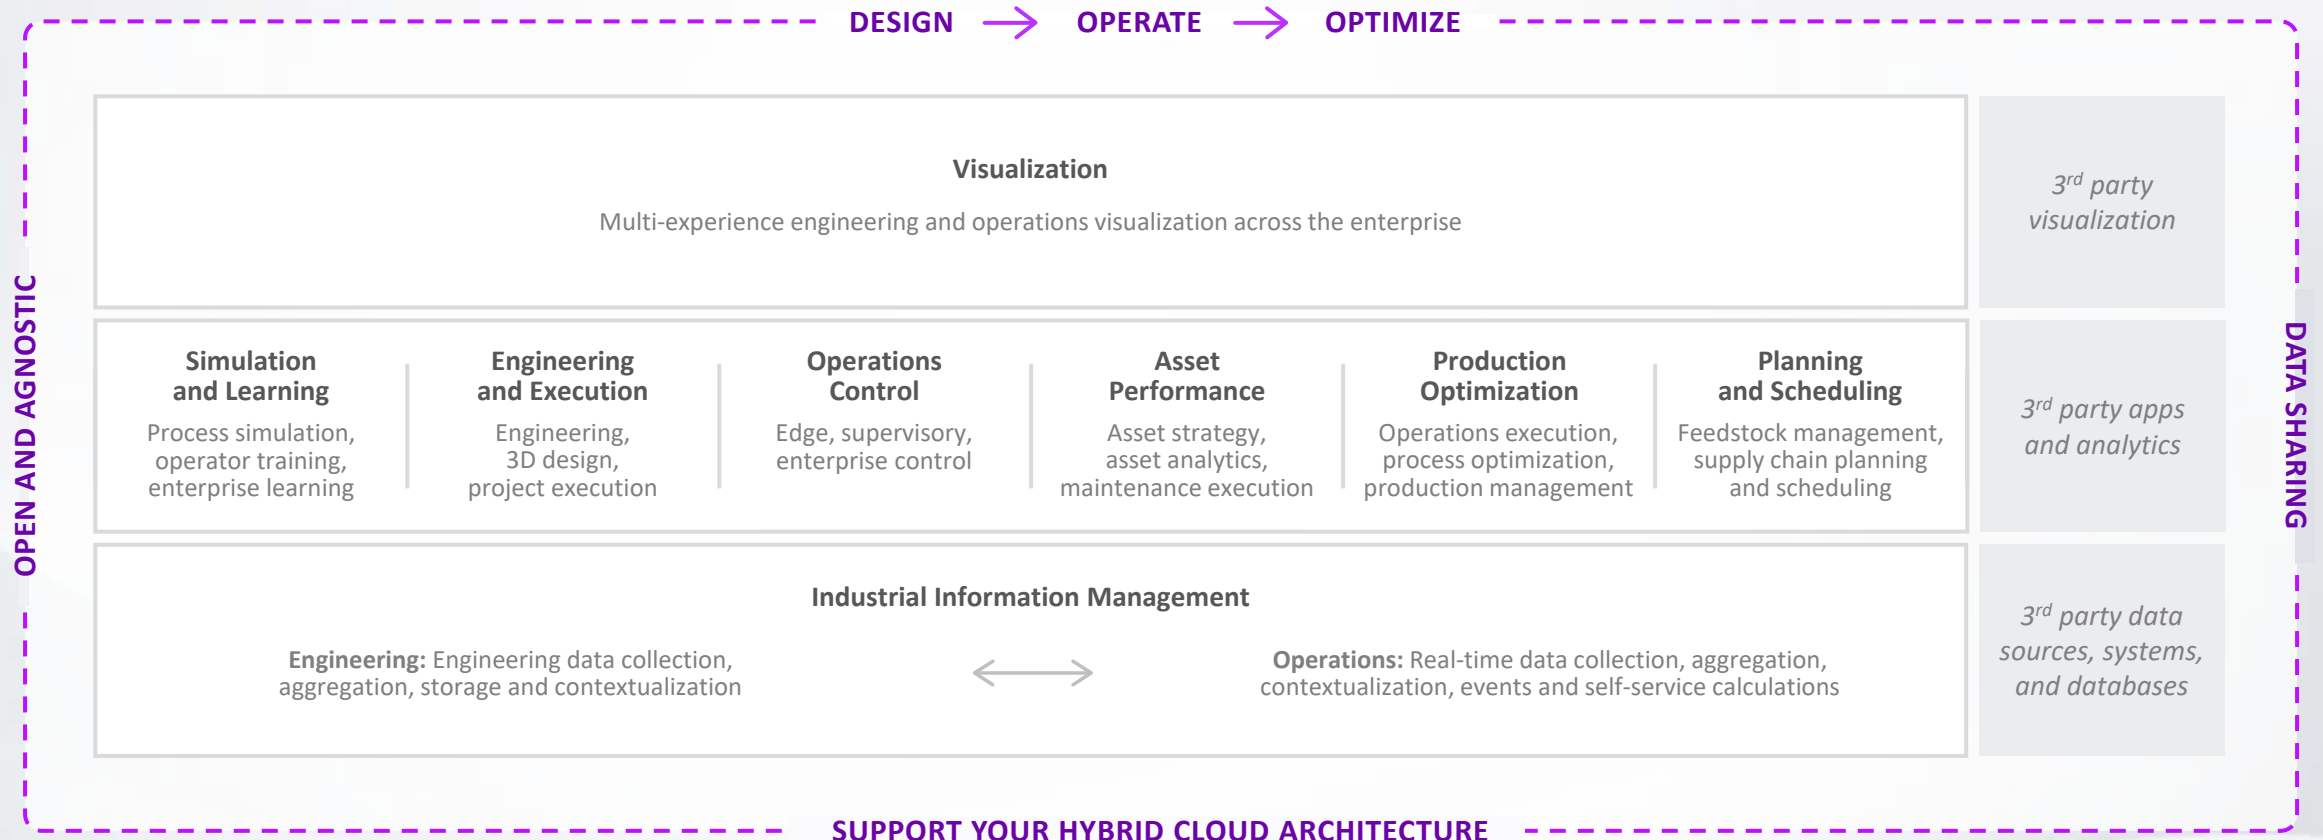 DESIGN → OPERATE → OPTIMIZE
OPEN AND AGNOSTIC
Visualization
Multi-experience engineering and operations visualization across the enterprise
3rd party
visualization
Simulation
and Learning
Process simulation,
operator training,
enterprise learning
Engineering
and Execution
Engineering,
3D design,
project execution
Operations
Control
Edge, supervisory,
enterprise control
Asset
Performance
Asset strategy,
asset analytics,
maintenance execution
Production
Optimization
Operations execution,
process optimization,
production management
Planning
and Scheduling
Feedstock management,
supply chain planning
and scheduling
3rd party apps
and analytics
DATA SHARING
Industrial Information Management
Engineering: Engineering data collection,
aggregation, storage and contextualization
Operations: Real-time data collection, aggregation,
contextualization, events and self-service calculations
3rd party data
sources, systems,
and databases
SUPPORT YOUR HYBRID CLOUD ARCHITECTURE